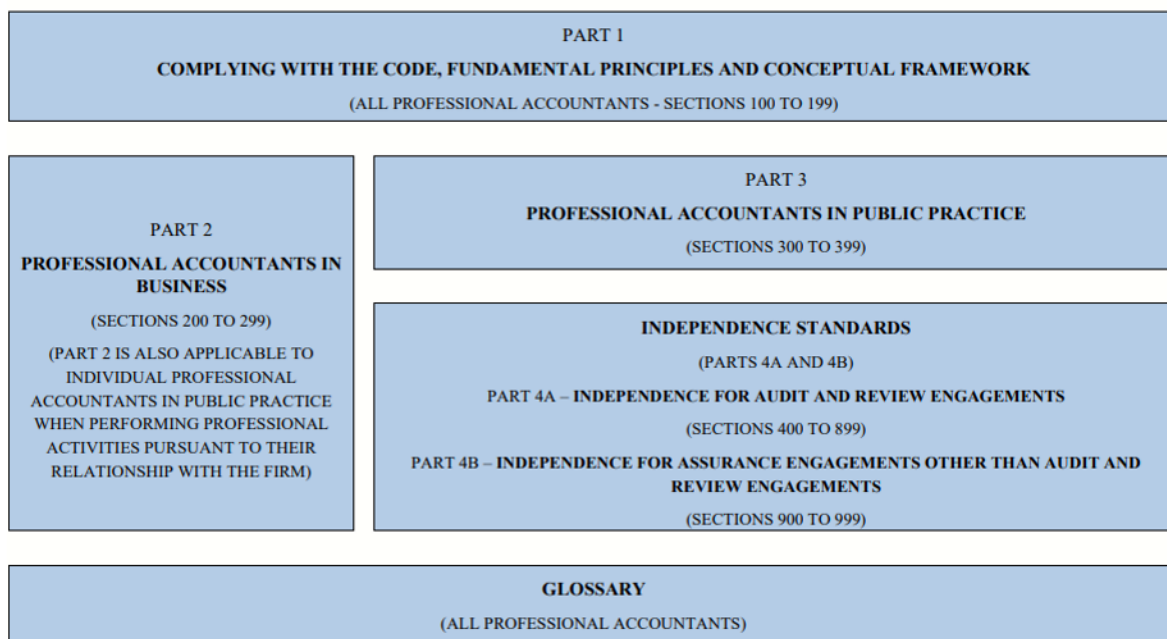 PART 1
COMPLYING WITH THE CODE, FUNDAMENTAL PRINCIPLES AND CONCEPTUAL FRAMEWORK
(ALL PROFESSIONAL ACCOUNTANTS - SECTIONS 100 TO 199)
PART 2
PROFESSIONAL ACCOUNTANTS IN
BUSINESS
(SECTIONS 200 TO 299)
(PART 2 IS ALSO APPLICABLE TO
INDIVIDUAL PROFESSIONAL
ACCOUNTANTS IN PUBLIC PRACTICE
WHEN PERFORMING PROFESSIONAL
ACTIVITIES PURSUANT TO THEIR
RELATIONSHIP WITH THE FIRM)
PART 3
PROFESSIONAL ACCOUNTANTS IN PUBLIC PRACTICE
(SECTIONS 300 TO 399)
INDEPENDENCE STANDARDS
(PARTS 4A AND 4B)
PART 4A – INDEPENDENCE FOR AUDIT AND REVIEW ENGAGEMENTS
(SECTIONS 400 TO 899)
PART 4B – INDEPENDENCE FOR ASSURANCE ENGAGEMENTS OTHER THAN AUDIT AND
REVIEW ENGAGEMENTS
(SECTIONS 900 TO 999)
GLOSSARY
(ALL PROFESSIONAL ACCOUNTANTS)